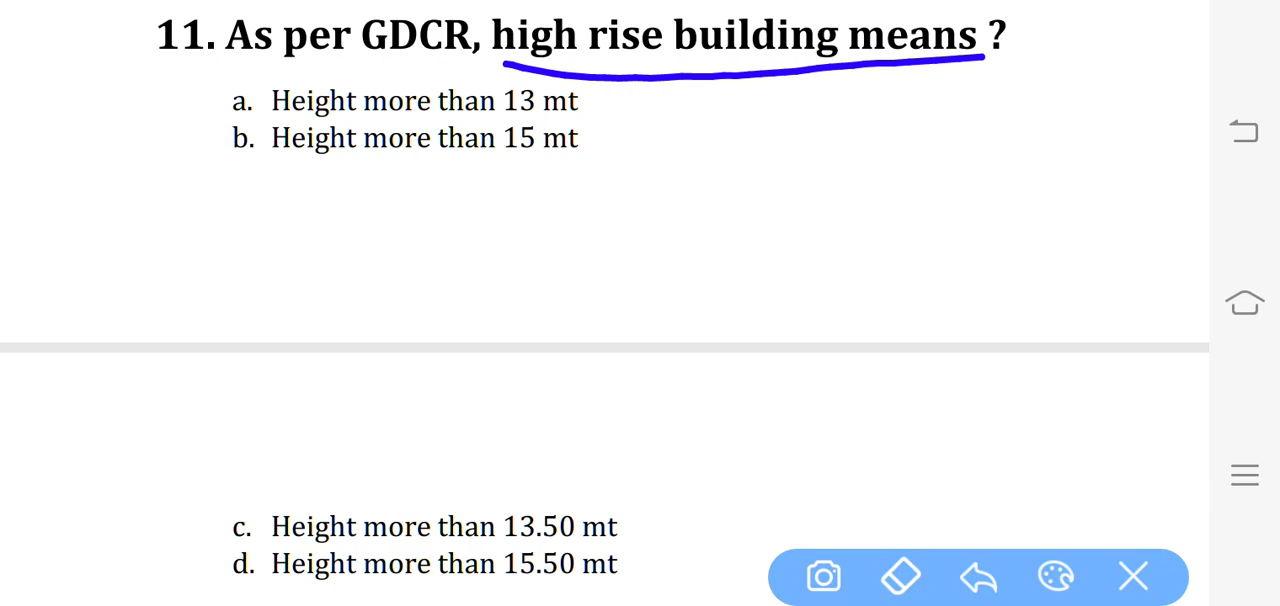 11. As per GDCR, high rise building means ?
a. Height more than 13 mt
b. Height more than 15 mt
c. Height more than 13.50 mt
d. Height more than 15.50 mt